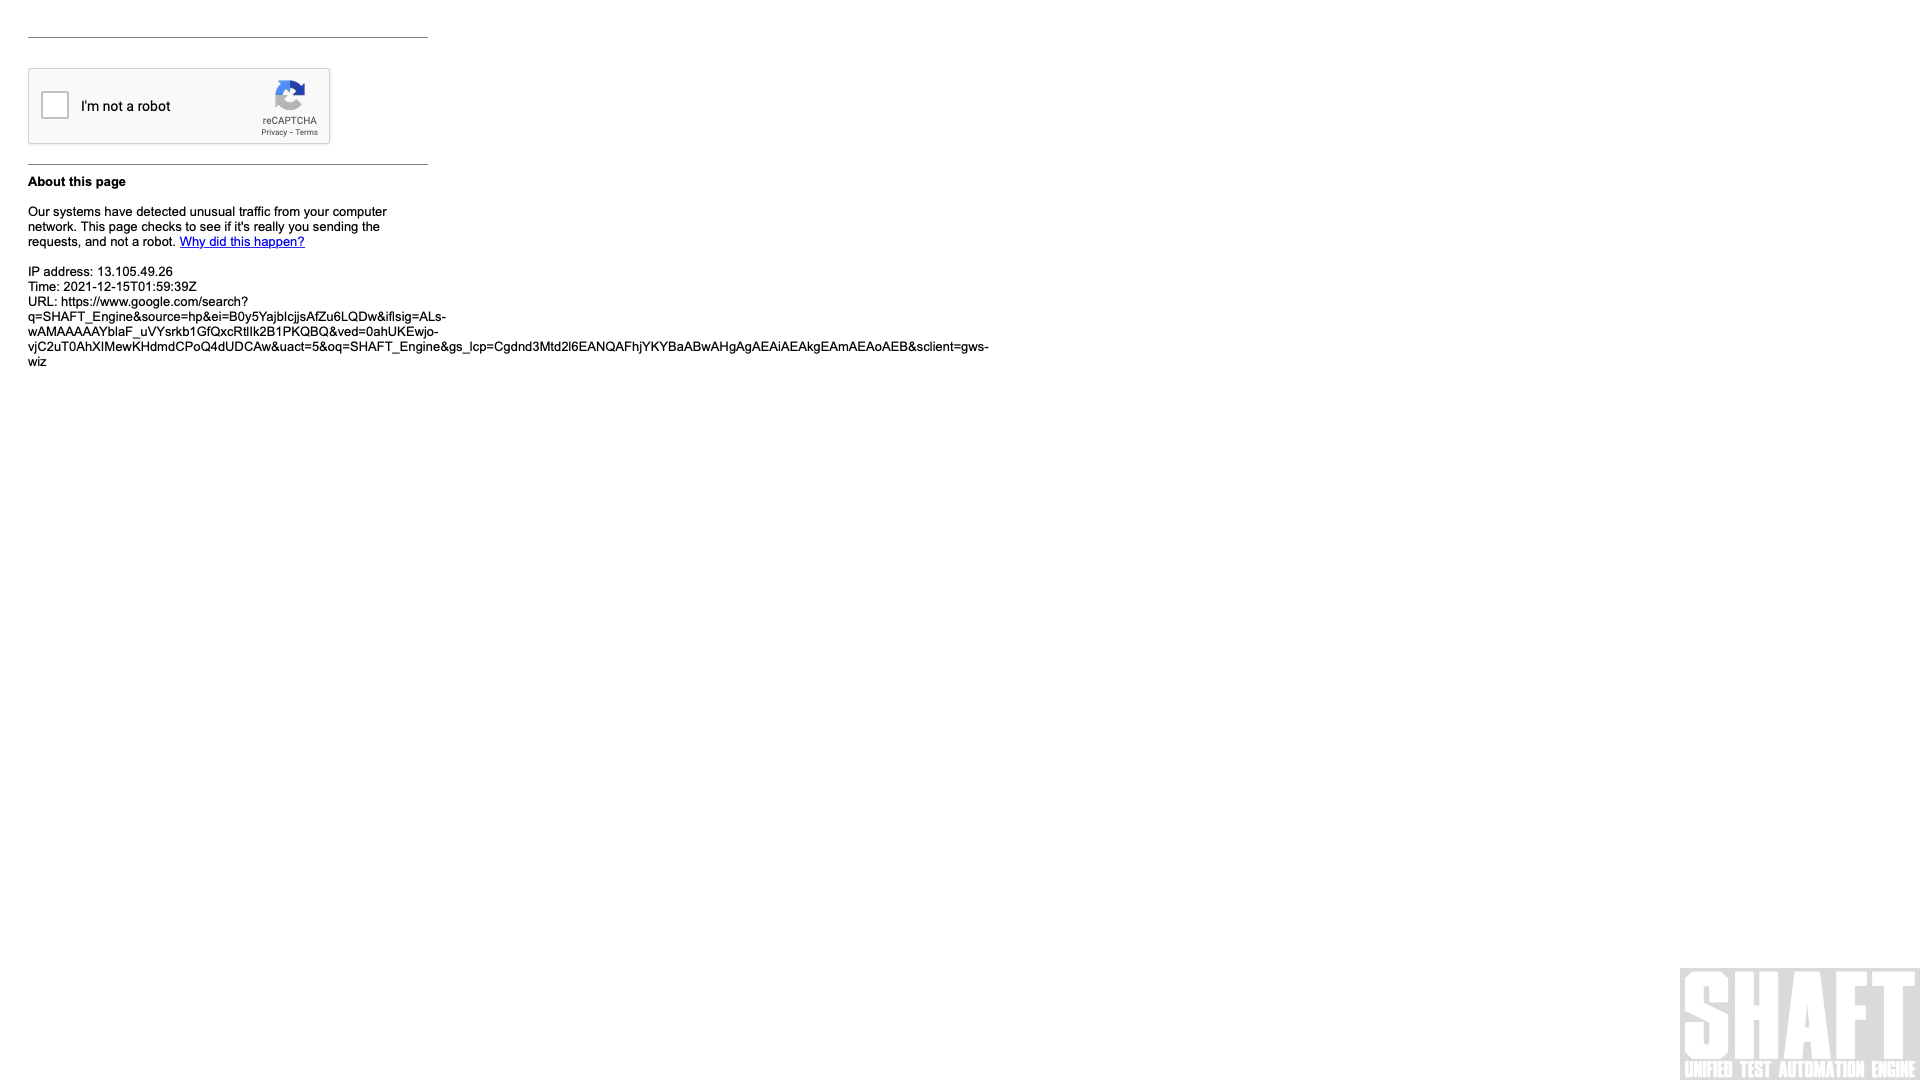 I'm not a robot
reCAPTCHA
Privacy - Terms
About this page
Our systems have detected unusual traffic from your computer
network. This page checks to see if it's really you sending the
requests, and not a robot. Why did this happen?
IP address: 13.105.49.26
Time: 2021-12-15T01:59:39Z
URL: https://www.google.com/search?
q=SHAFT_Engine&source=hp&ei=B0y5YajbIcjjsAfZu6LQDw&iflsig=ALs-
wAMAAAAAYblaF_uVYsrkb1GfQxcRtlIk2B1PKQBQ&ved=0ahUKEwjo-
vjC2uT0AhXIMewKHdmdCPoQ4dUDCAw&uact=5&oq=SHAFT_Engine&gs_lcp=Cgdnd3Mtd2l6EANQAFhjYKYBaABwAHgAgAEAiAEAkgEAmAEAoAEB&sclient=gws-
wiz
SHAFT
UNIFIED TEST AUTOMATION ENGINE